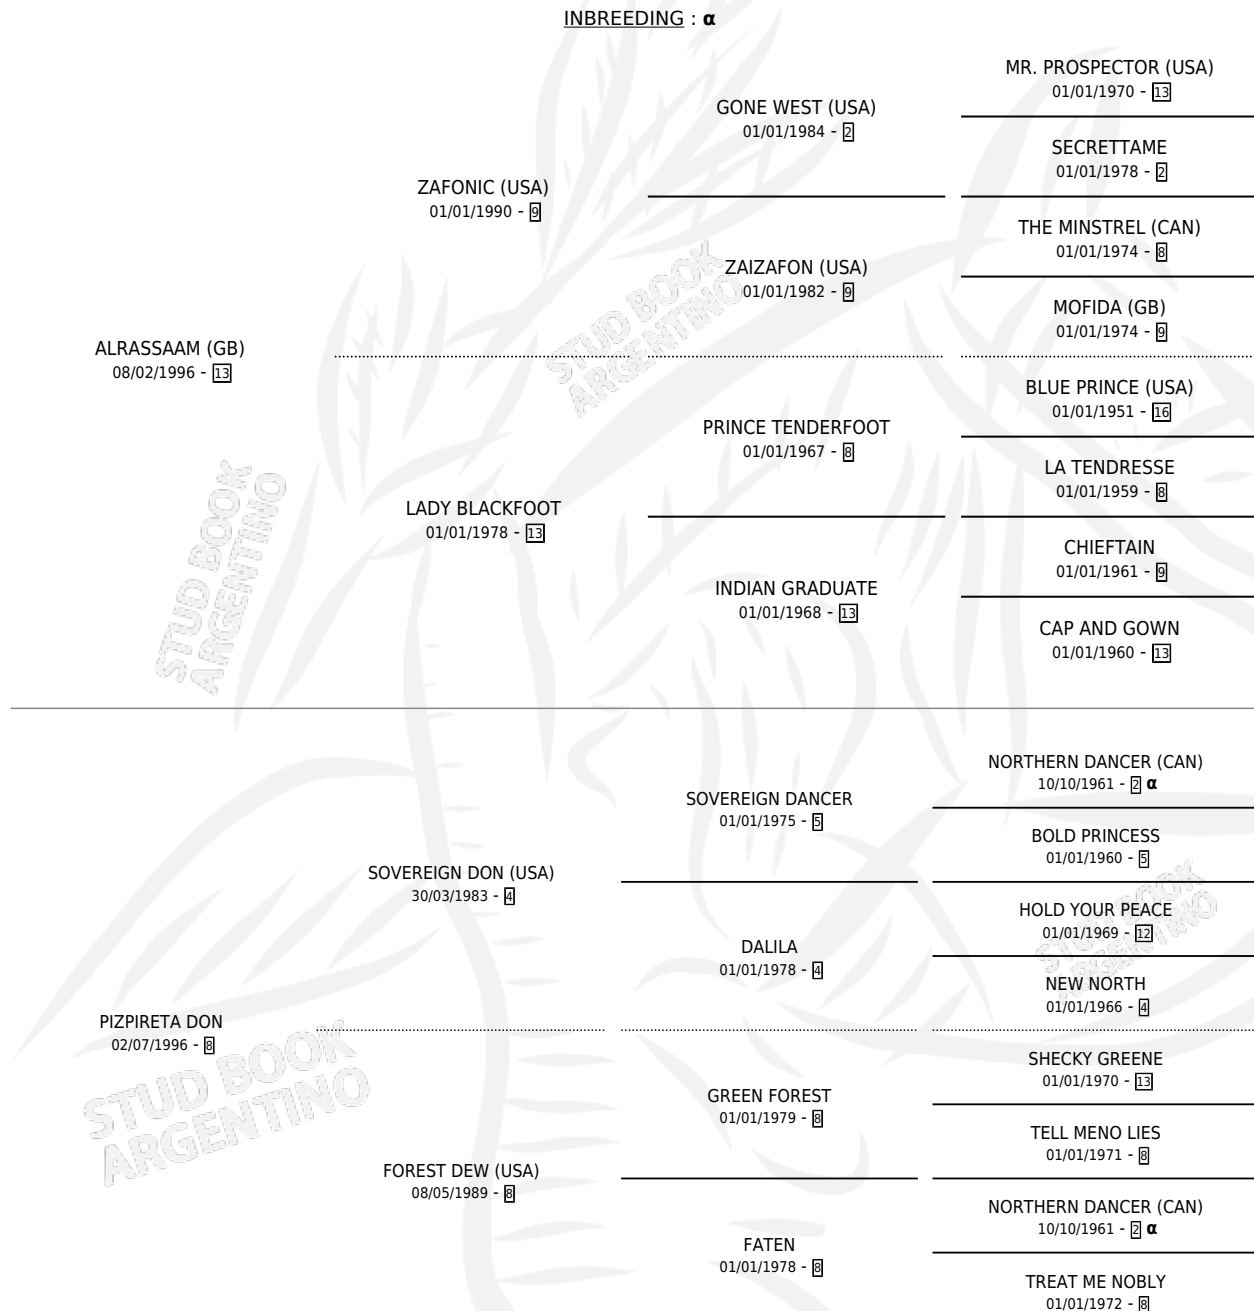 INBREEDING : α
MR. PROSPECTOR (USA)
01/01/1970 - 13
GONE WEST (USA)
01/01/1984 - 2
SECRETTAME
01/01/1978 - 2
ZAFONIC (USA)
01/01/1990 - 9
THE MINSTREL (CAN)
01/01/1974 - 8
ZAIZAFON (USA)
01/01/1982 - 9
MOFIDA (GB)
01/01/1974 - 9
ALRASSAAM (GB)
08/02/1996 - 13
BLUE PRINCE (USA)
01/01/1951 - 16
PRINCE TENDERFOOT
01/01/1967 - 8
LA TENDRESSE
01/01/1959 - 8
LADY BLACKFOOT
01/01/1978 - 13
CHIEFTAIN
01/01/1961 - 9
INDIAN GRADUATE
01/01/1968 - 13
CAP AND GOWN
01/01/1960 - 13
NORTHERN DANCER (CAN)
10/10/1961 - 2 α
SOVEREIGN DANCER
01/01/1975 - 5
BOLD PRINCESS
01/01/1960 - 5
SOVEREIGN DON (USA)
30/03/1983 - 4
HOLD YOUR PEACE
01/01/1969 - 12
DALILA
01/01/1978 - 4
NEW NORTH
01/01/1966 - 4
PIZPIRETA DON
02/07/1996 - 8
SHECKY GREENE
01/01/1970 - 13
GREEN FOREST
01/01/1979 - 8
TELL MENO LIES
01/01/1971 - 8
FOREST DEW (USA)
08/05/1989 - 8
NORTHERN DANCER (CAN)
10/10/1961 - 2 α
FATEN
01/01/1978 - 8
TREAT ME NOBLY
01/01/1972 - 8
STUD BOOK
ARGENTINO
STUD BOOK
ARGENTINO
STUD BOOK
ARGENTINO
STUD BOOK
ARGENTINO